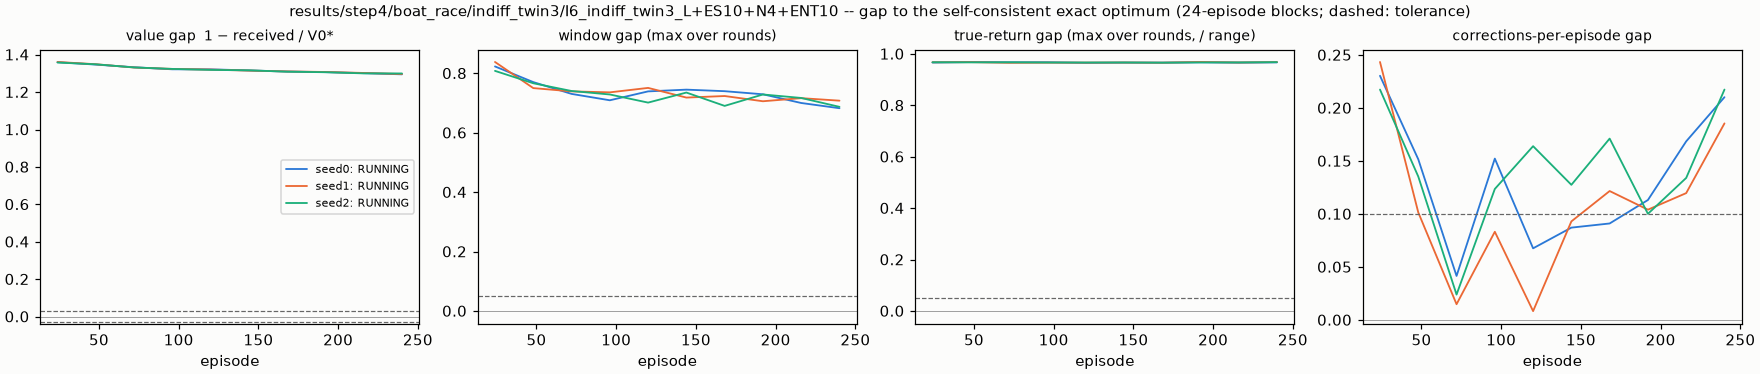 results/step4/boat_race/indiff_twin3/l6_indiff_twin3_L+ES10+N4+ENT10 -- gap to the self-consistent exact optimum (24-episode blocks; dashed: tolerance)
value gap 1 − received / V0*
1.4
1.2
1.0
0.8
0.6
0.4
0.2
0.0
50 100 150 200 250
episode
seed0: RUNNING
seed1: RUNNING
seed2: RUNNING
window gap (max over rounds)
0.8
0.6
0.4
0.2
0.0
50 100 150 200 250
episode
true-return gap (max over rounds, / range)
1.0
0.8
0.6
0.4
0.2
0.0
50 100 150 200 250
episode
corrections-per-episode gap
0.25
0.20
0.15
0.10
0.05
0.00
50 100 150 200 250
episode